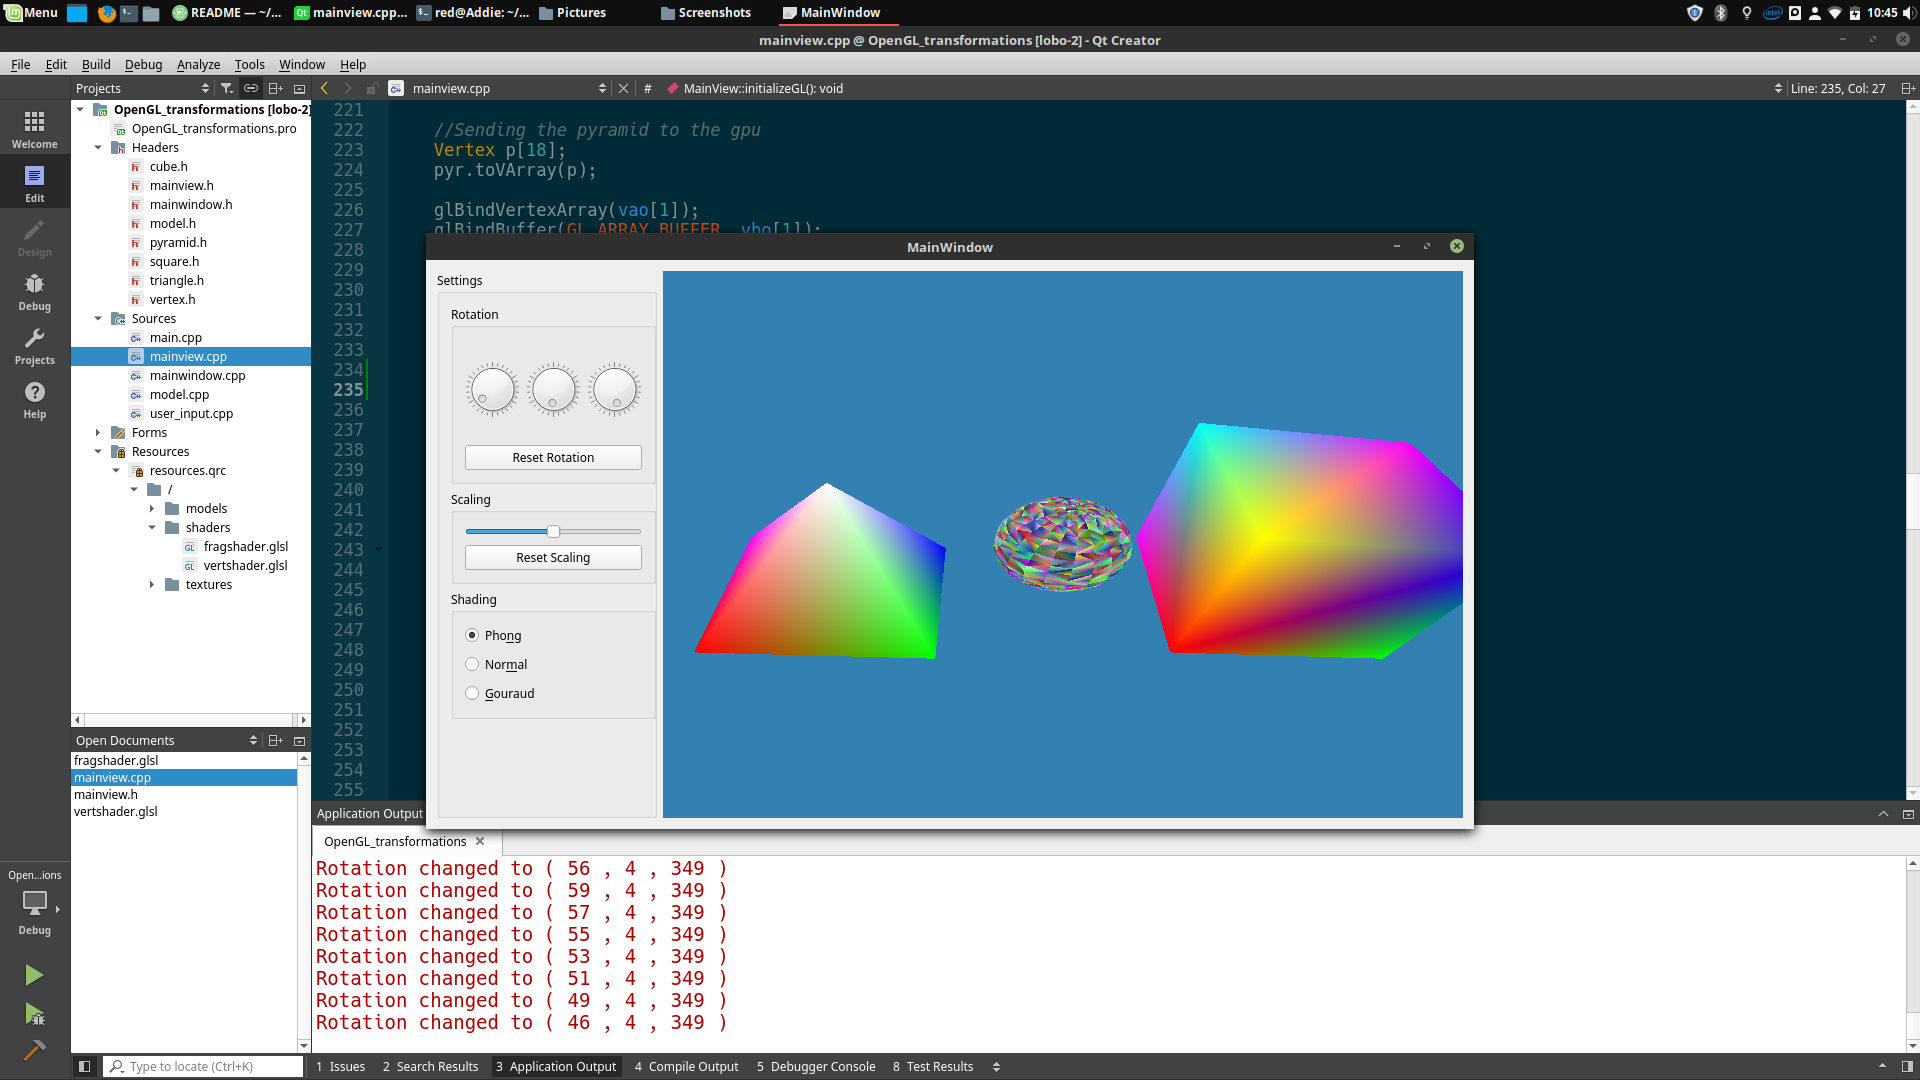 Menu
README — ~/...
mainview.cpp...
red@Addie: ~/...
Pictures
Screenshots
MainWindow
10:45
mainview.cpp @ OpenGL_transformations [lobo-2] - Qt Creator
File Edit Build Debug Analyze Tools Window Help
Projects
mainview.cpp
#
MainView::initializeGL(): void
Line: 235, Col: 27
Welcome
Edit
Design
Debug
Projects
Help
OpenGL_transformations [lobo-2]
OpenGL_transformations.pro
Headers
cube.h
mainview.h
mainwindow.h
model.h
pyramid.h
square.h
triangle.h
vertex.h
Sources
main.cpp
mainview.cpp
mainwindow.cpp
model.cpp
user_input.cpp
Forms
Resources
resources.qrc
/
models
shaders
fragshader.glsl
vertshader.glsl
textures
221
222 //Sending the pyramid to the gpu
223 Vertex p[18];
224 pyr.toVArray(p);
225
226 glBindVertexArray(vao[1]);
227 glBindBuffer(GL_ARRAY_BUFFER, vbo[1]);
228
229
230
231
232
233
234
235
236
237
238
239
240
241
242
243
244
245
246
247
248
249
250
251
252
253
254
255
MainWindow
Settings
Rotation
Reset Rotation
Scaling
Reset Scaling
Shading
Phong
Normal
Gouraud
Open Documents
fragshader.glsl
mainview.cpp
mainview.h
vertshader.glsl
Open...ions
Debug
Application Output
OpenGL_transformations
Rotation changed to ( 56 , 4 , 349 )
Rotation changed to ( 59 , 4 , 349 )
Rotation changed to ( 57 , 4 , 349 )
Rotation changed to ( 55 , 4 , 349 )
Rotation changed to ( 53 , 4 , 349 )
Rotation changed to ( 51 , 4 , 349 )
Rotation changed to ( 49 , 4 , 349 )
Rotation changed to ( 46 , 4 , 349 )
Type to locate (Ctrl+K)
1 Issues
2 Search Results
3 Application Output
4 Compile Output
5 Debugger Console
8 Test Results